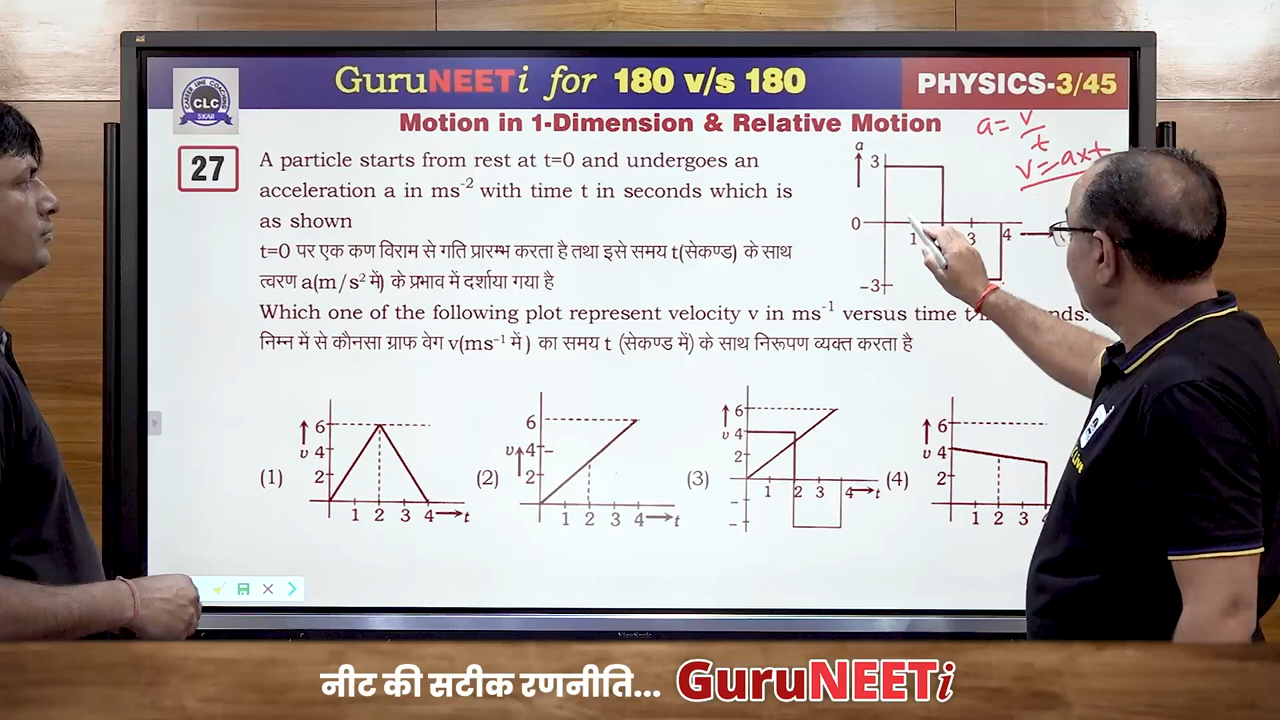 GuruNEETi for 180 v/s 180
PHYSICS-3/45
CAREER LINE COACHING
CLC
SIKAR
Motion in 1-Dimension & Relative Motion
a = v/t
v = a×t
27
A particle starts from rest at t=0 and undergoes an
acceleration a in ms-2 with time t in seconds which is
as shown
t=0 पर एक कण विराम से गति प्रारम्भ करता है तथा इसे समय t(सेकण्ड) के साथ
त्वरण a(m/s2 में) के प्रभाव में दर्शाया गया है
a
3
0
1 3 4
-3
Which one of the following plot represent velocity v in ms-1 versus time t
निम्न में से कौनसा ग्राफ वेग v(ms-1 में ) का समय t (सेकण्ड में) के साथ निरूपण व्यक्त करता है
(1)
6
υ 4
2
1 2 3 4 t
(2)
6
υ 4
2
1 2 3 4 t
(3)
6
υ 4
2
1 2 3 4 t
(4)
6
υ 4
2
1 2 3
Live
ViewSonic
नीट की सटीक रणनीति... GuruNEETi